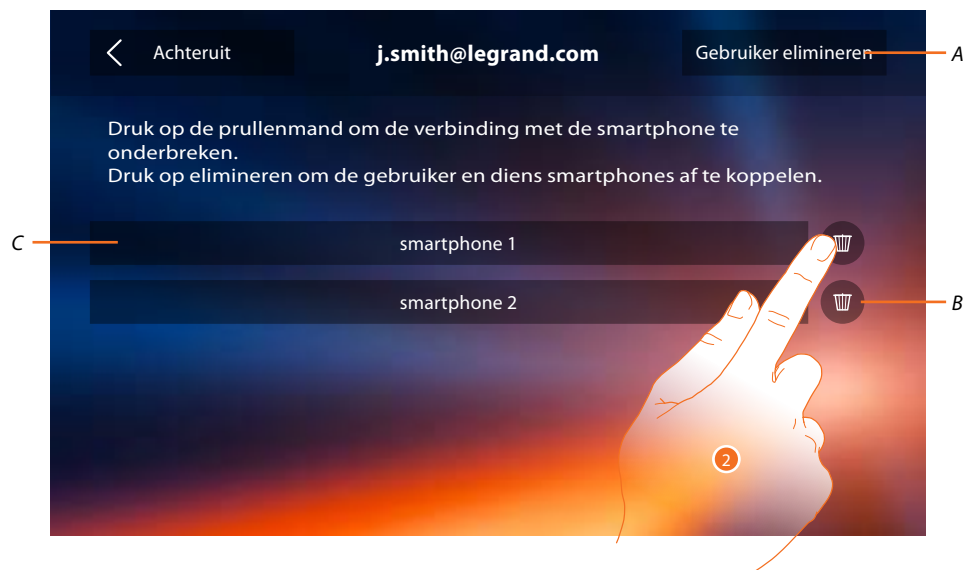 Achteruit
j.smith@legrand.com
Gebruiker elimineren
A
Druk op de prullenmand om de verbinding met de smartphone te
onderbreken.
Druk op elimineren om de gebruiker en diens smartphones af te koppelen.
C
smartphone 1
smartphone 2
B
2